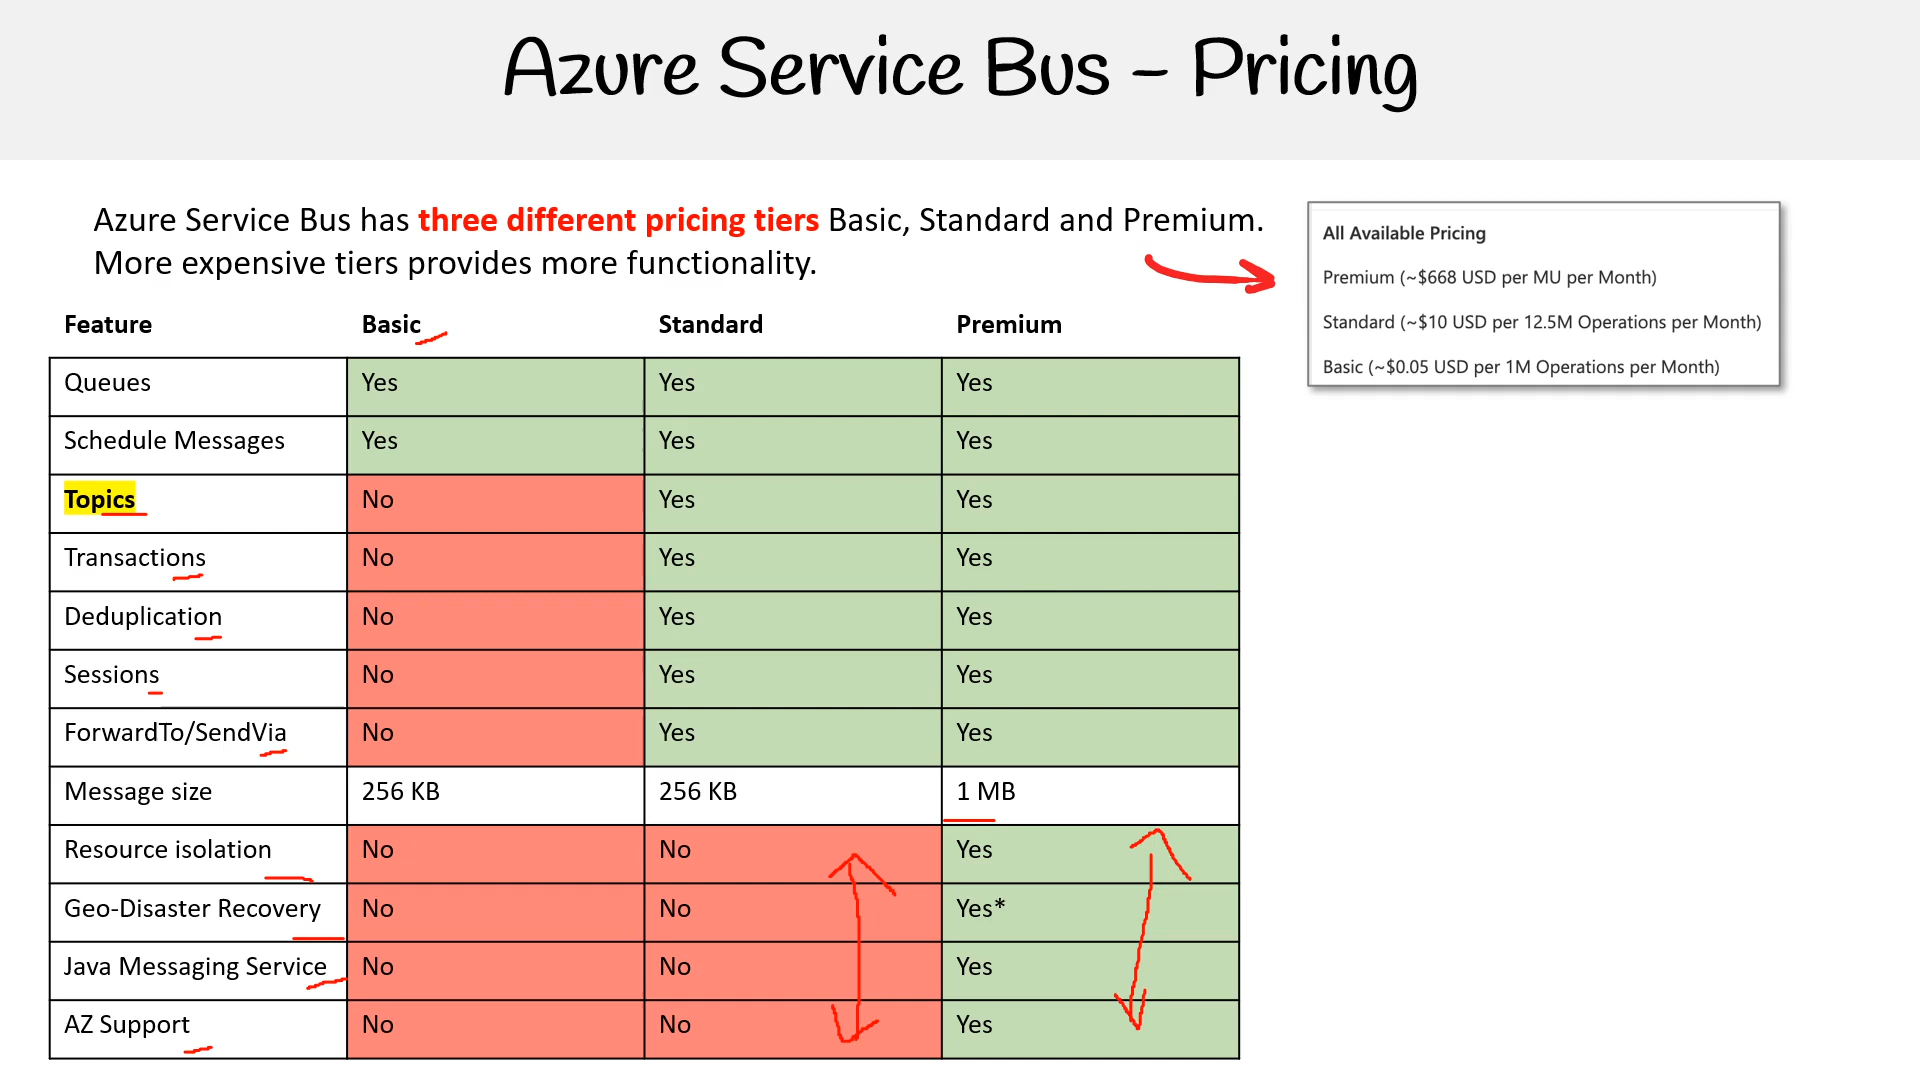 Azure Service Bus – Pricing
Azure Service Bus has three different pricing tiers Basic, Standard and Premium.
More expensive tiers provides more functionality.
All Available Pricing
Premium (~$668 USD per MU per Month)
Standard (~$10 USD per 12.5M Operations per Month)
Basic (~$0.05 USD per 1M Operations per Month)
Feature Basic Standard Premium
Queues Yes Yes Yes
Schedule Messages Yes Yes Yes
Topics No Yes Yes
Transactions No Yes Yes
Deduplication No Yes Yes
Sessions No Yes Yes
ForwardTo/SendVia No Yes Yes
Message size 256 KB 256 KB 1 MB
Resource isolation No No Yes
Geo-Disaster Recovery No No Yes*
Java Messaging Service No No Yes
AZ Support No No Yes